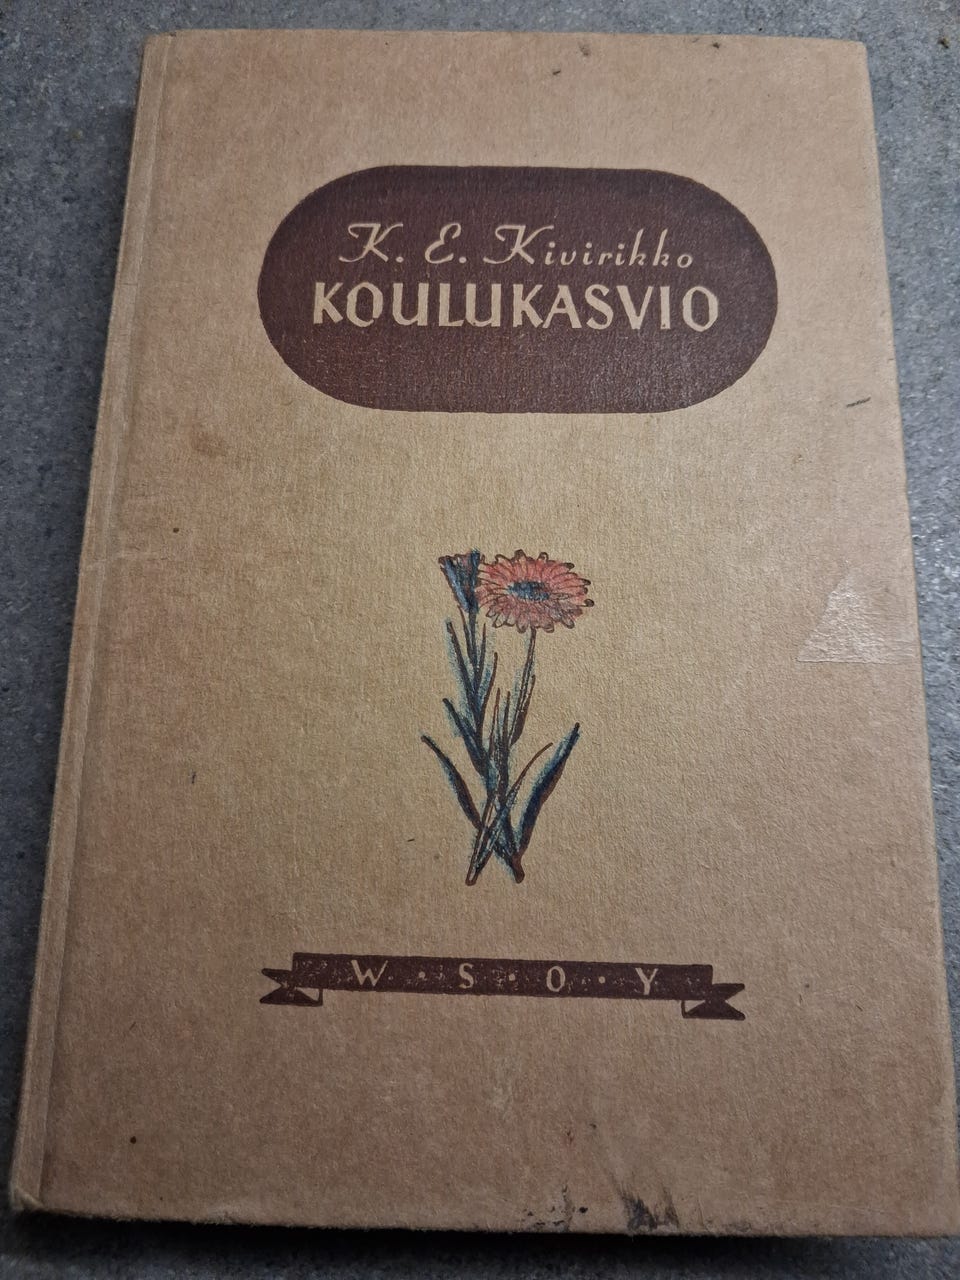 K. E. Kivirikko
KOULUKASVIO
W · S · O · Y